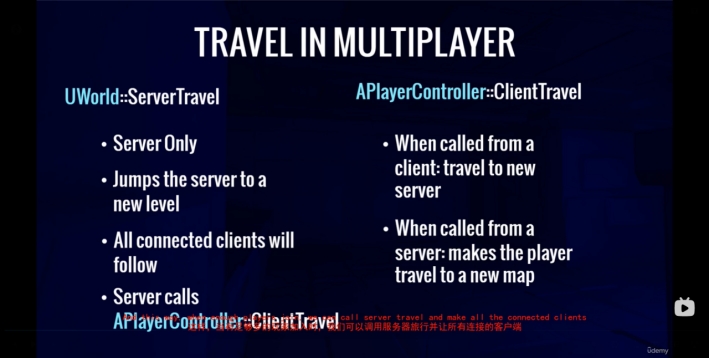 TRAVEL IN MULTIPLAYER
UWorld::ServerTravel
• Server Only
• Jumps the server to a
new level
• All connected clients will
follow
• Server calls
APlayerController::ClientTravel
APlayerController::ClientTravel
• When called from a
client: travel to new
server
• When called from a
server: makes the player
travel to a new map
call server travel and make all the connected clients
我们可以调用服务器旅行并让所有连接的客户端
ûdemy